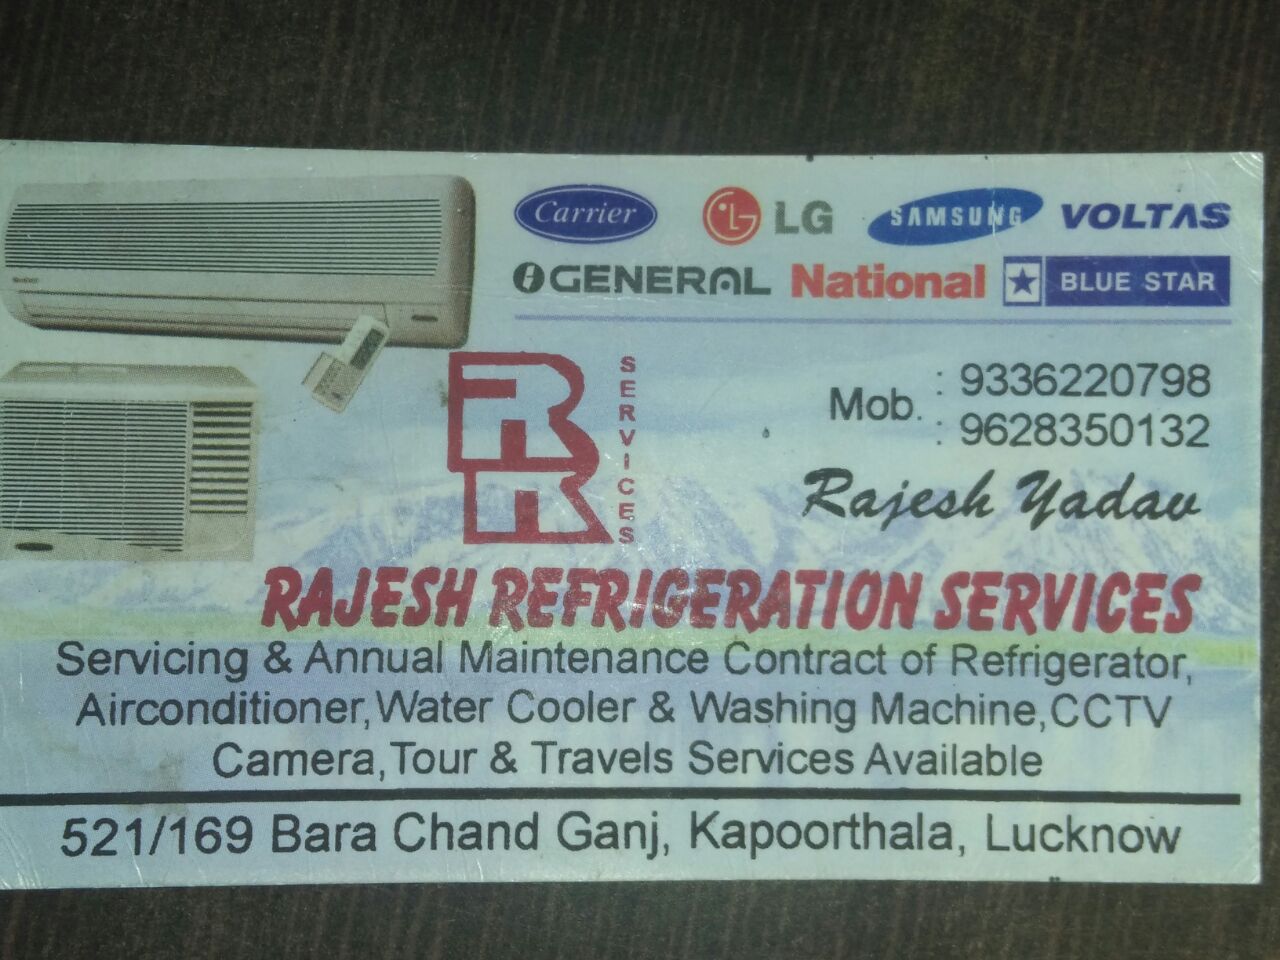 Carrier LG SAMSUNG VOLTAS
GENERAL National BLUE STAR
RR SERVICES
Mob. : 9336220798
: 9628350132
Rajesh Yadav
RAJESH REFRIGERATION SERVICES
Servicing & Annual Maintenance Contract of Refrigerator,
Airconditioner,Water Cooler & Washing Machine,CCTV
Camera,Tour & Travels Services Available
521/169 Bara Chand Ganj, Kapoorthala, Lucknow